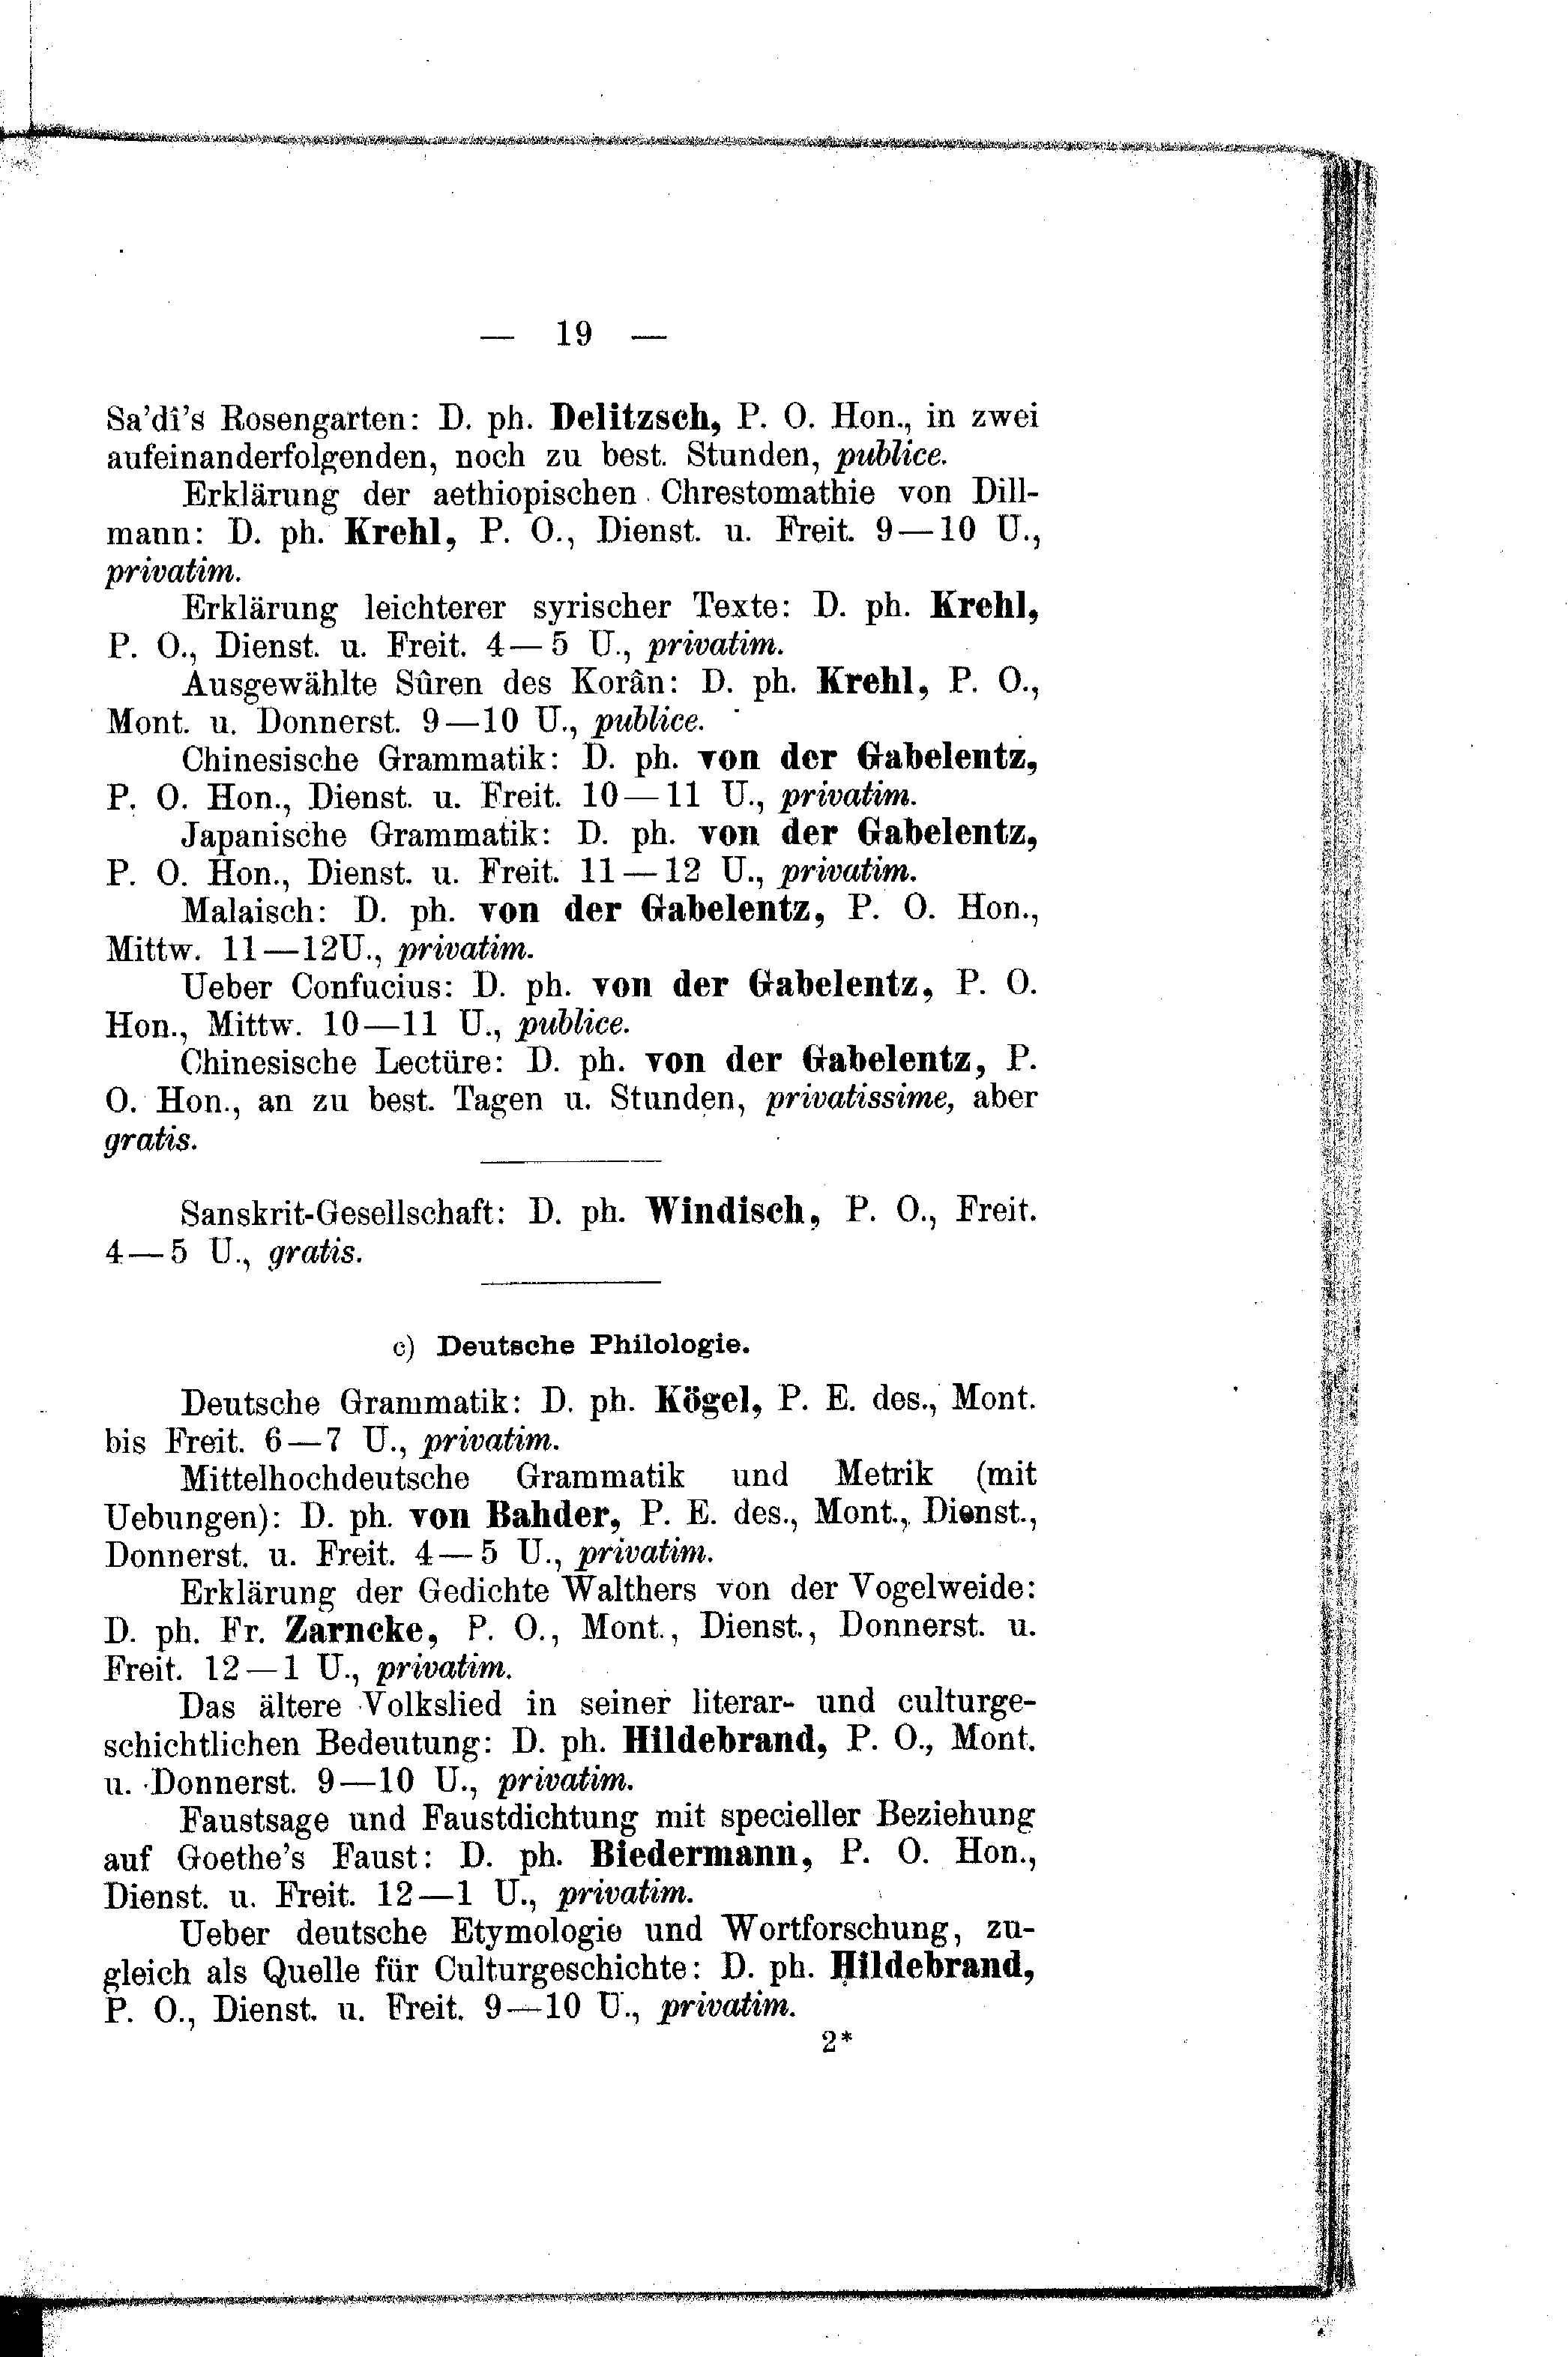 — 19 —
Sa'dî's Rosengarten: D. ph. Delitzsch, P. O. Hon., in zwei
aufeinanderfolgenden, noch zu best. Stunden, publice.
Erklärung der aethiopischen Chrestomathie von Dill-
mann: D. ph. Krehl, P. O., Dienst. u. Freit. 9—10 U.,
privatim.
Erklärung leichterer syrischer Texte: D. ph. Krehl,
P. O., Dienst. u. Freit. 4—5 U., privatim.
Ausgewählte Sûren des Korân: D. ph. Krehl, P. O.,
Mont. u. Donnerst. 9—10 U., publice.
Chinesische Grammatik: D. ph. von der Gabelentz,
P. O. Hon., Dienst. u. Freit. 10—11 U., privatim.
Japanische Grammatik: D. ph. von der Gabelentz,
P. O. Hon., Dienst. u. Freit. 11—12 U., privatim.
Malaisch: D. ph. von der Gabelentz, P. O. Hon.,
Mittw. 11—12U., privatim.
Ueber Confucius: D. ph. von der Gabelentz, P. O.
Hon., Mittw. 10—11 U., publice.
Chinesische Lectüre: D. ph. von der Gabelentz, P.
O. Hon., an zu best. Tagen u. Stunden, privatissime, aber
gratis.
Sanskrit-Gesellschaft: D. ph. Windisch, P. O., Freit.
4—5 U., gratis.
c) Deutsche Philologie.
Deutsche Grammatik: D. ph. Kögel, P. E. des., Mont.
bis Freit. 6—7 U., privatim.
Mittelhochdeutsche Grammatik und Metrik (mit
Uebungen): D. ph. von Bahder, P. E. des., Mont., Dienst.,
Donnerst. u. Freit. 4—5 U., privatim.
Erklärung der Gedichte Walthers von der Vogelweide:
D. ph. Fr. Zarncke, P. O., Mont., Dienst., Donnerst. u.
Freit. 12—1 U., privatim.
Das ältere Volkslied in seiner literar- und culturge-
schichtlichen Bedeutung: D. ph. Hildebrand, P. O., Mont.
u. Donnerst. 9—10 U., privatim.
Faustsage und Faustdichtung mit specieller Beziehung
auf Goethe's Faust: D. ph. Biedermann, P. O. Hon.,
Dienst. u. Freit. 12—1 U., privatim.
Ueber deutsche Etymologie und Wortforschung, zu-
gleich als Quelle für Culturgeschichte: D. ph. Hildebrand,
P. O., Dienst. u. Freit. 9—10 U., privatim.
2*